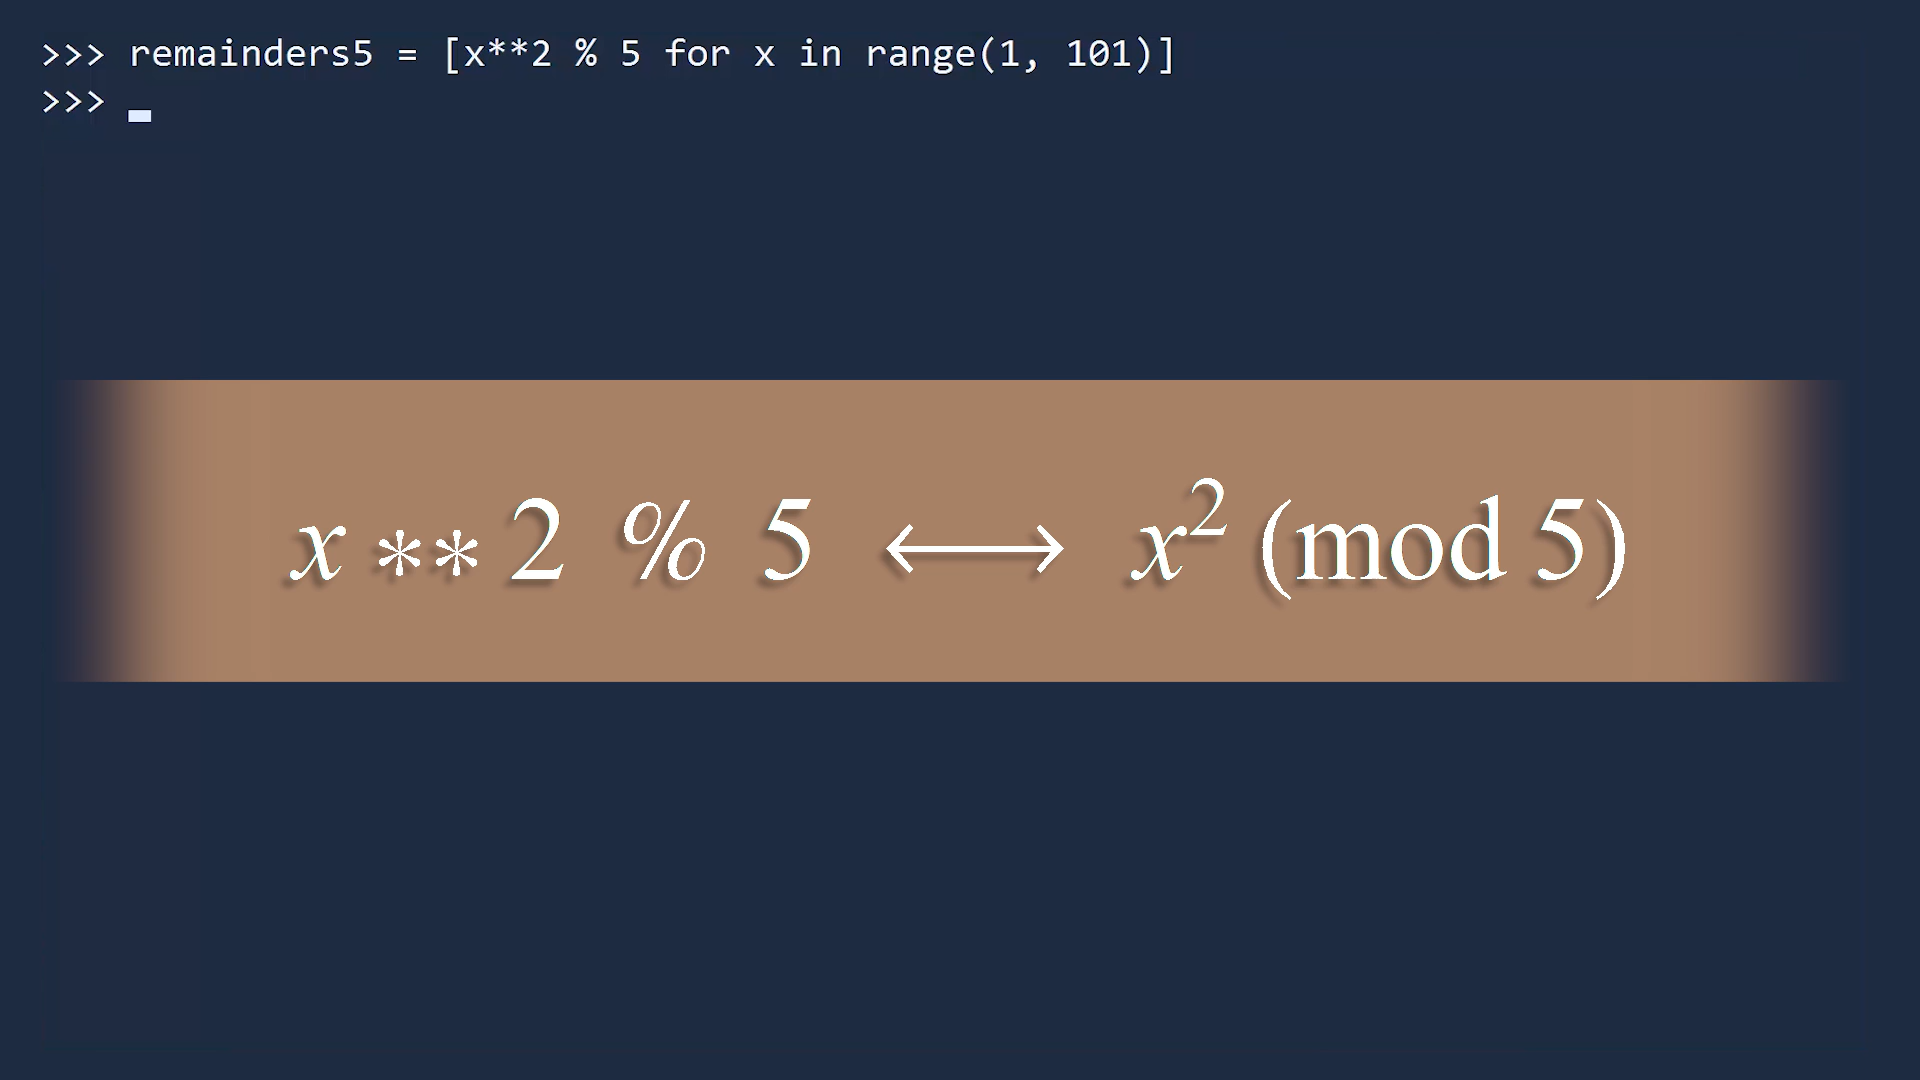 >>> remainders5 = [x**2 % 5 for x in range(1, 101)]
>>> _
x ** 2 % 5 ⟷ x² (mod 5)